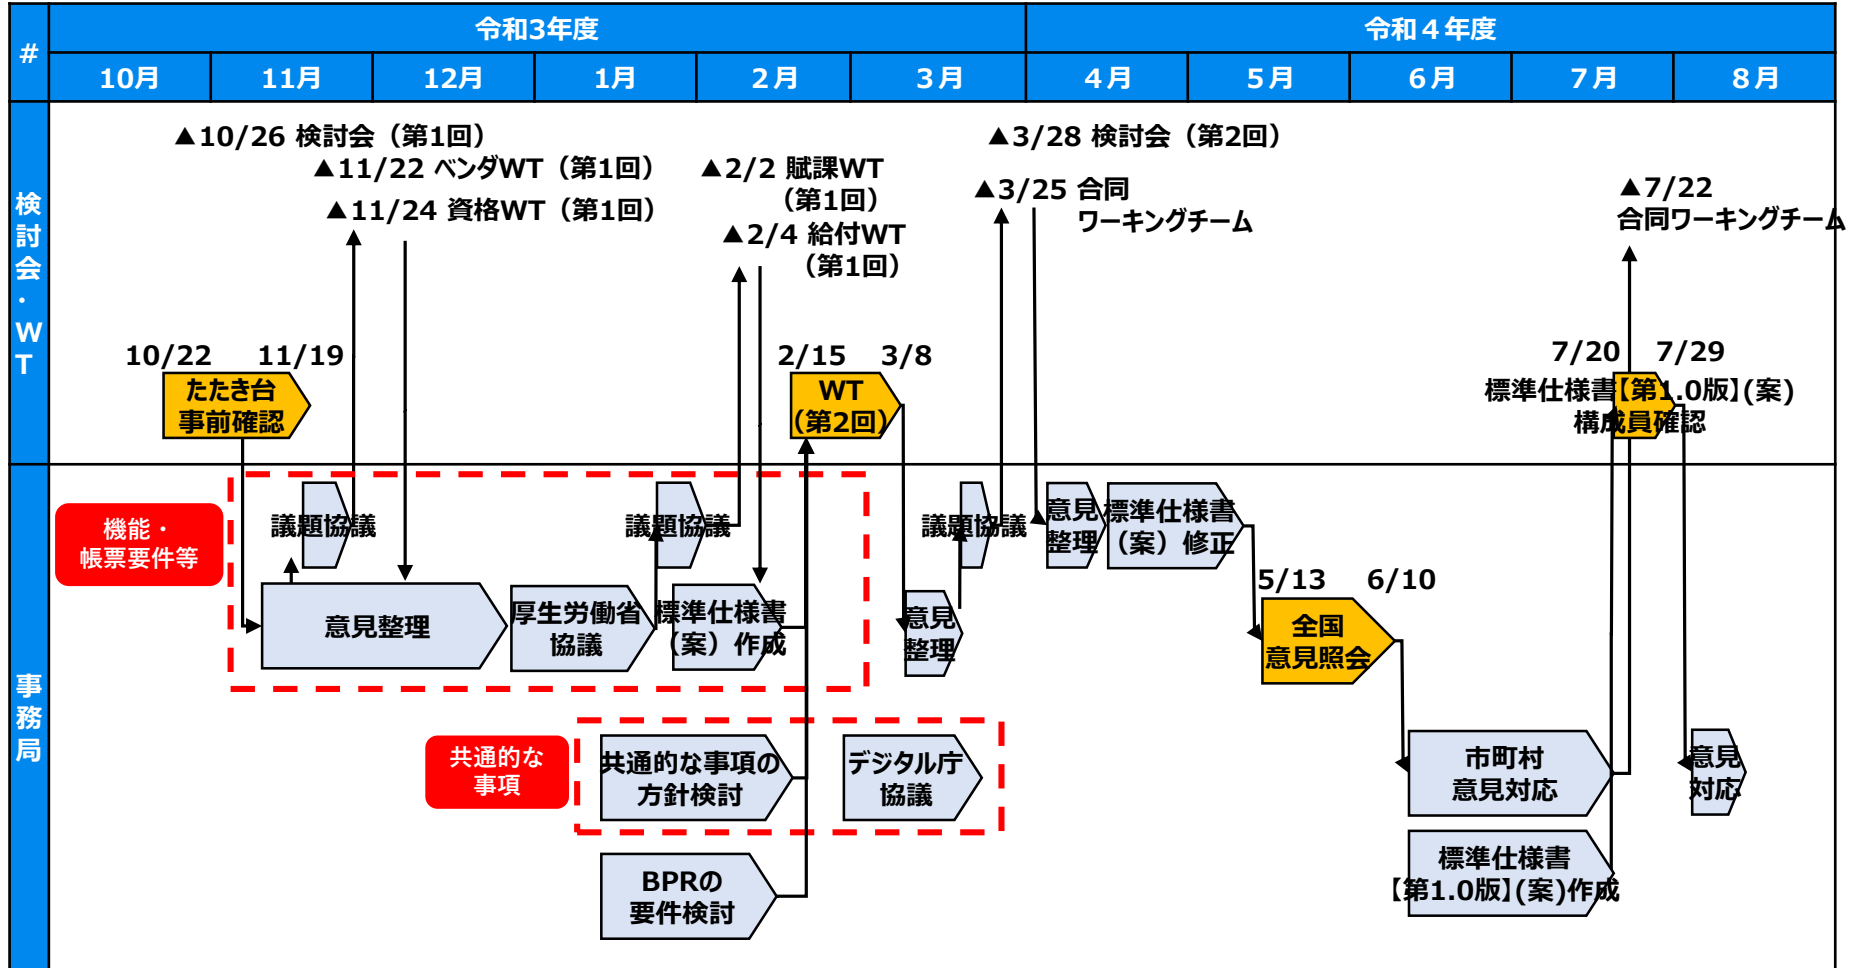 #
令和3年度
令和４年度
10月
11月
12月
1月
２月
３月
４月
５月
６月
７月
８月
検討会・WT
▲10/26 検討会（第1回）
▲11/22 ベンダWT（第1回）
▲11/24 資格WT（第1回）
▲2/2 賦課WT
（第1回）
▲2/4 給付WT
（第1回）
▲3/28 検討会（第2回）
▲3/25 合同
ワーキングチーム
▲7/22
合同ワーキングチーム
10/22
11/19
たたき台
事前確認
2/15
3/8
WT
（第2回）
7/20
7/29
標準仕様書【第1.0版】(案)
構成員確認
事務局
機能・
帳票要件等
議題協議
意見整理
厚生労働省
協議
議題協議
標準仕様書
（案）作成
意見
整理
議題協議
意見
整理
標準仕様書
（案）修正
5/13
6/10
全国
意見照会
共通的な
事項
共通的な事項の
方針検討
デジタル庁
協議
BPRの
要件検討
市町村
意見対応
標準仕様書
【第1.0版】(案)作成
意見
対応